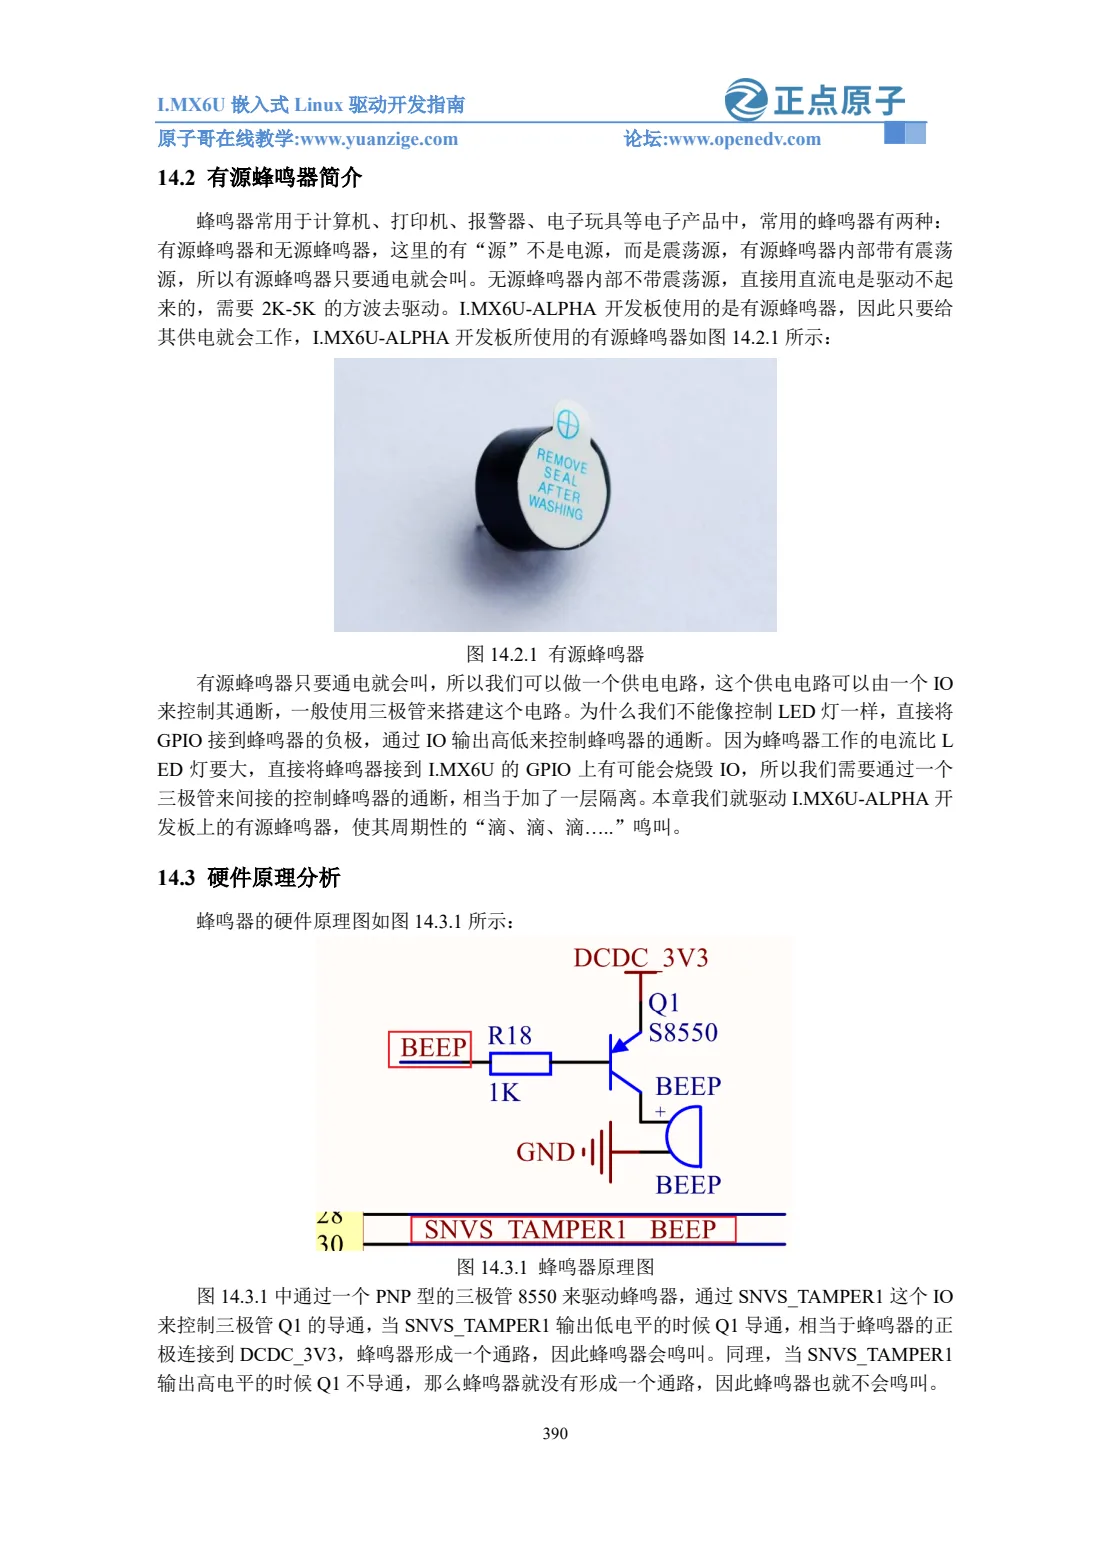 I.MX6U 嵌入式 Linux 驱动开发指南
正点原子
原子哥在线教学:www.yuanzige.com 论坛:www.openedv.com
14.2 有源蜂鸣器简介
蜂鸣器常用于计算机、打印机、报警器、电子玩具等电子产品中，常用的蜂鸣器有两种：
有源蜂鸣器和无源蜂鸣器，这里的有“源”不是电源，而是震荡源，有源蜂鸣器内部带有震荡
源，所以有源蜂鸣器只要通电就会叫。无源蜂鸣器内部不带震荡源，直接用直流电是驱动不起
来的，需要 2K-5K 的方波去驱动。I.MX6U-ALPHA 开发板使用的是有源蜂鸣器，因此只要给
其供电就会工作，I.MX6U-ALPHA 开发板所使用的有源蜂鸣器如图 14.2.1 所示：
REMOVE
SEAL
AFTER
WASHING
图 14.2.1 有源蜂鸣器
有源蜂鸣器只要通电就会叫，所以我们可以做一个供电电路，这个供电电路可以由一个 IO
来控制其通断，一般使用三极管来搭建这个电路。为什么我们不能像控制 LED 灯一样，直接将
GPIO 接到蜂鸣器的负极，通过 IO 输出高低来控制蜂鸣器的通断。因为蜂鸣器工作的电流比 L
ED 灯要大，直接将蜂鸣器接到 I.MX6U 的 GPIO 上有可能会烧毁 IO，所以我们需要通过一个
三极管来间接的控制蜂鸣器的通断，相当于加了一层隔离。本章我们就驱动 I.MX6U-ALPHA 开
发板上的有源蜂鸣器，使其周期性的“滴、滴、滴…..”鸣叫。
14.3 硬件原理分析
蜂鸣器的硬件原理图如图 14.3.1 所示：
DCDC_3V3
Q1
S8550
BEEP
R18
1K
BEEP
+
GND
BEEP
28
SNVS_TAMPER1 BEEP
30
图 14.3.1 蜂鸣器原理图
图 14.3.1 中通过一个 PNP 型的三极管 8550 来驱动蜂鸣器，通过 SNVS_TAMPER1 这个 IO
来控制三极管 Q1 的导通，当 SNVS_TAMPER1 输出低电平的时候 Q1 导通，相当于蜂鸣器的正
极连接到 DCDC_3V3，蜂鸣器形成一个通路，因此蜂鸣器会鸣叫。同理，当 SNVS_TAMPER1
输出高电平的时候 Q1 不导通，那么蜂鸣器就没有形成一个通路，因此蜂鸣器也就不会鸣叫。
390